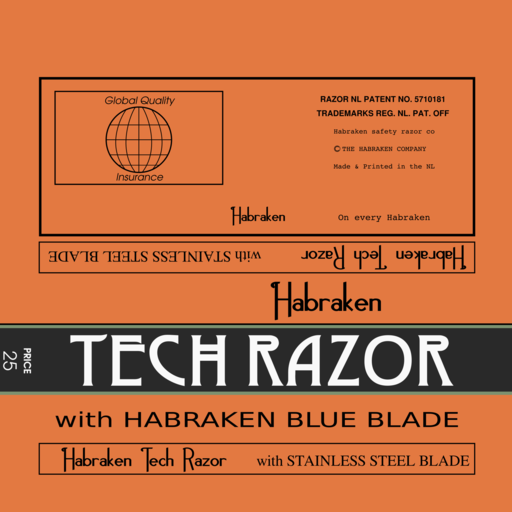 Global Quality
Insurance
RAZOR NL PATENT NO. 5710181
TRADEMARKS REG. NL. PAT. OFF
Habraken safety razor co
© THE HABRAKEN COMPANY
Made & Printed in the NL
Habraken
On every Habraken
Habraken Tech Razor with STAINLESS STEEL BLADE
Habraken
PRICE
25
TECH RAZOR
with HABRAKEN BLUE BLADE
Habraken Tech Razor with STAINLESS STEEL BLADE